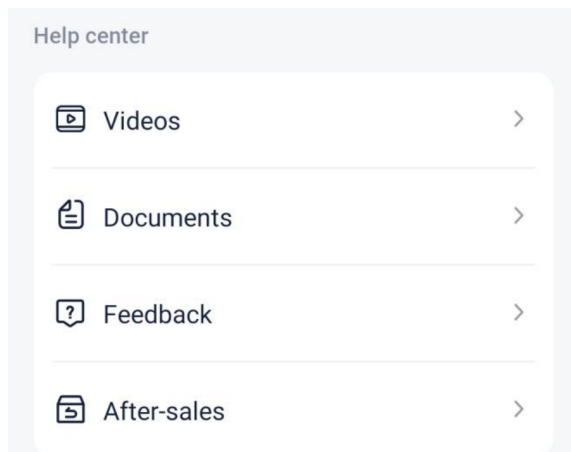 Help center
Videos
Documents
Feedback
After-sales